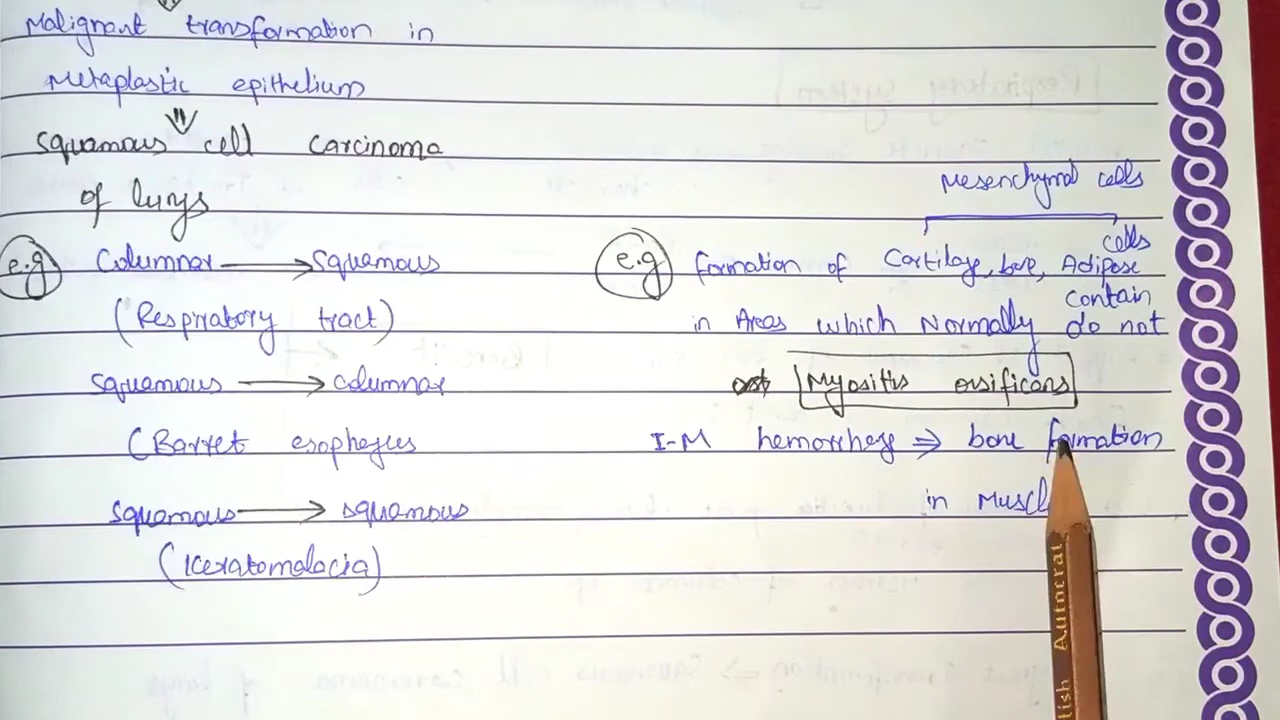 Malignant transformation in
Metaplastic epithelium
squamous cell carcinoma
of lungs
e.g Columnar → squamous
(Respiratory tract)
squamous → columnar
(Barret esophagus
squamous → squamous
(Keratomalacia)
Mesenchymal cells
cells
e.g formation of Cartilage, bone, Adipose
contain
in Areas which Normally do not
Myositis ossificans
I-M hemorrhage ⇒ bone formation
in Muscl
Autocrat